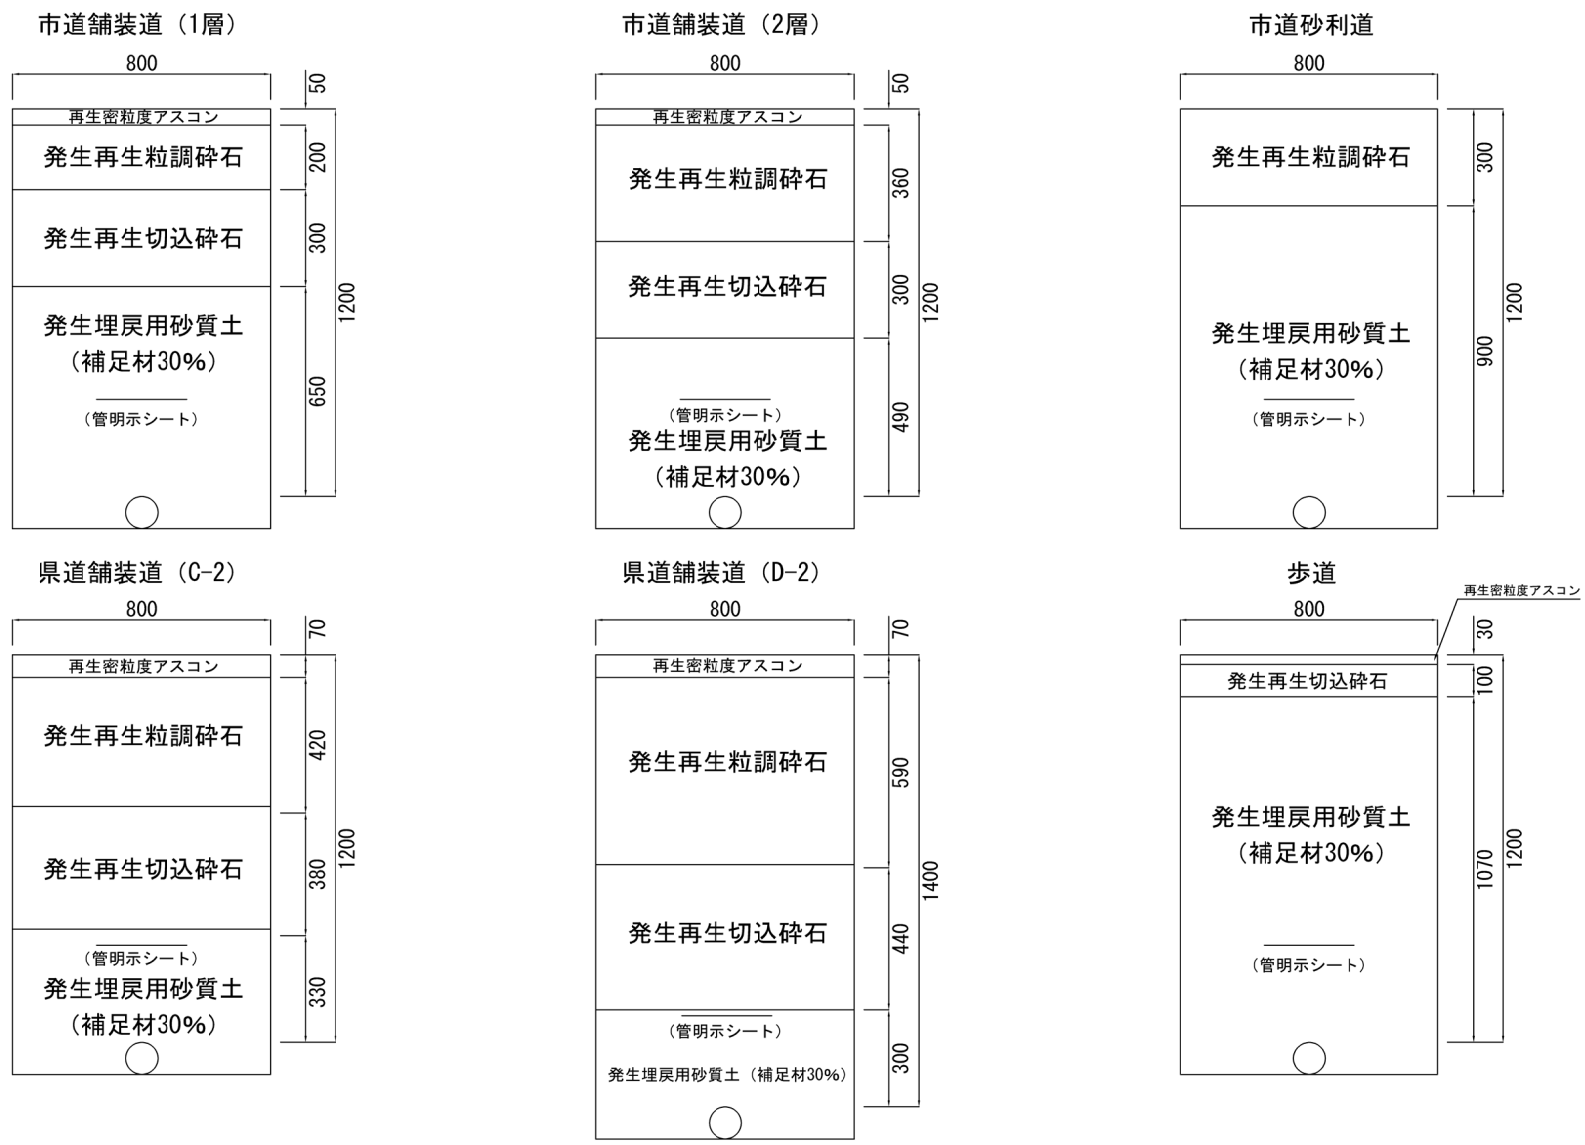 市道舗装道（1層）
800
50
再生密粒度アスコン
発生再生粒調砕石
200
発生再生切込砕石
300
発生埋戻用砂質土
（補足材30％）
（管明示シート）
650
1200
市道舗装道（2層）
800
50
再生密粒度アスコン
発生再生粒調砕石
360
発生再生切込砕石
300
（管明示シート）
発生埋戻用砂質土
（補足材30％）
490
1200
市道砂利道
800
発生再生粒調砕石
300
発生埋戻用砂質土
（補足材30％）
（管明示シート）
900
1200
県道舗装道（C-2）
800
70
再生密粒度アスコン
発生再生粒調砕石
420
発生再生切込砕石
380
（管明示シート）
発生埋戻用砂質土
（補足材30％）
330
1200
県道舗装道（D-2）
800
70
再生密粒度アスコン
発生再生粒調砕石
590
発生再生切込砕石
440
（管明示シート）
発生埋戻用砂質土（補足材30％）
300
1400
歩道
再生密粒度アスコン
800
30
発生再生切込砕石
100
発生埋戻用砂質土
（補足材30％）
（管明示シート）
1070
1200